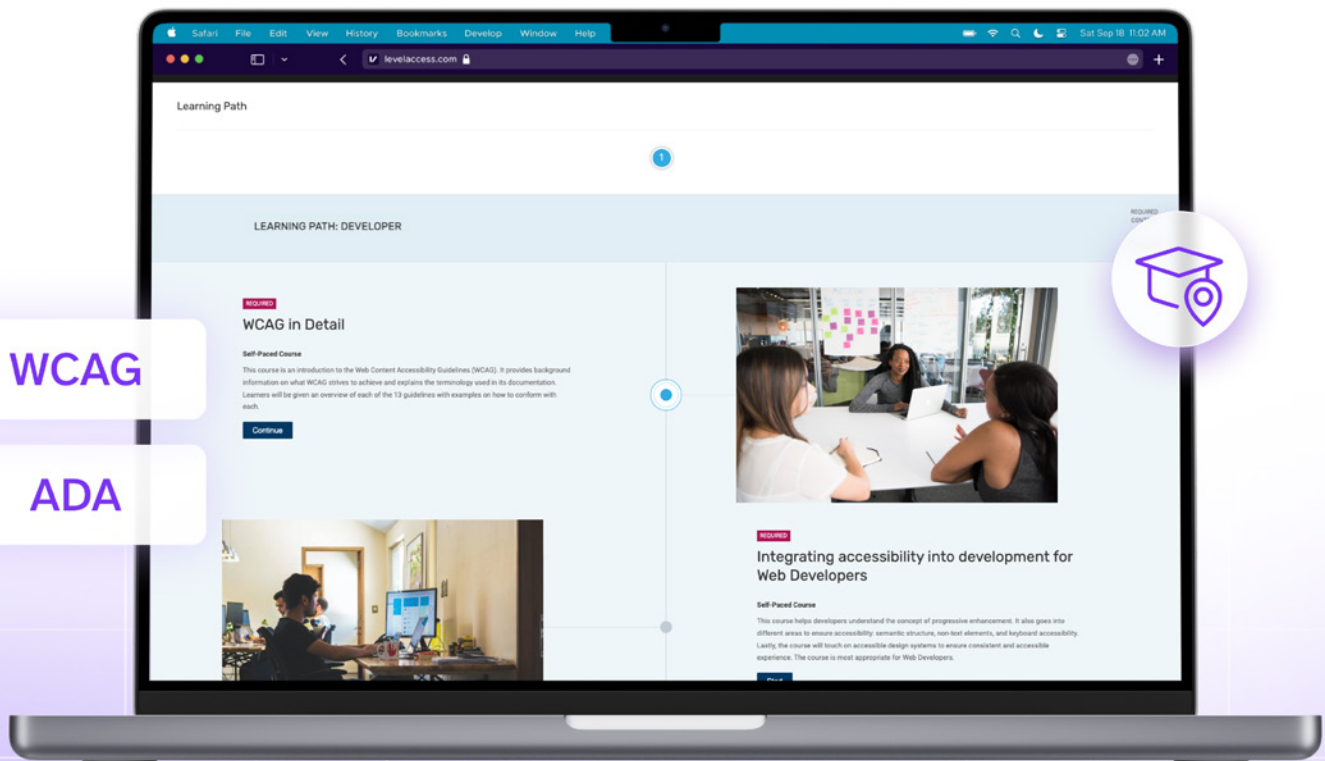 Safari File Edit View History Bookmarks Develop Window Help
Sat Sep 18 11:02 AM
levelaccess.com
Learning Path
1
LEARNING PATH: DEVELOPER
REQUIRED
REQUIRED
WCAG in Detail
Self-Paced Course
This course is an introduction to the Web Content Accessibility Guidelines (WCAG). It provides background
information on what WCAG strives to achieve and explains the terminology used in its documentation.
Learners will be given an overview of each of the 13 guidelines with examples on how to conform with
each.
Continue
WCAG
ADA
REQUIRED
Integrating accessibility into development for
Web Developers
Self-Paced Course
This course helps developers understand the concept of progressive enhancement. It also goes into
different areas to ensure accessibility: semantic structure, non-text elements, and keyboard accessibility.
Lastly, the course will touch on accessible design systems to ensure consistent and accessible
experience. The course is most appropriate for Web Developers.